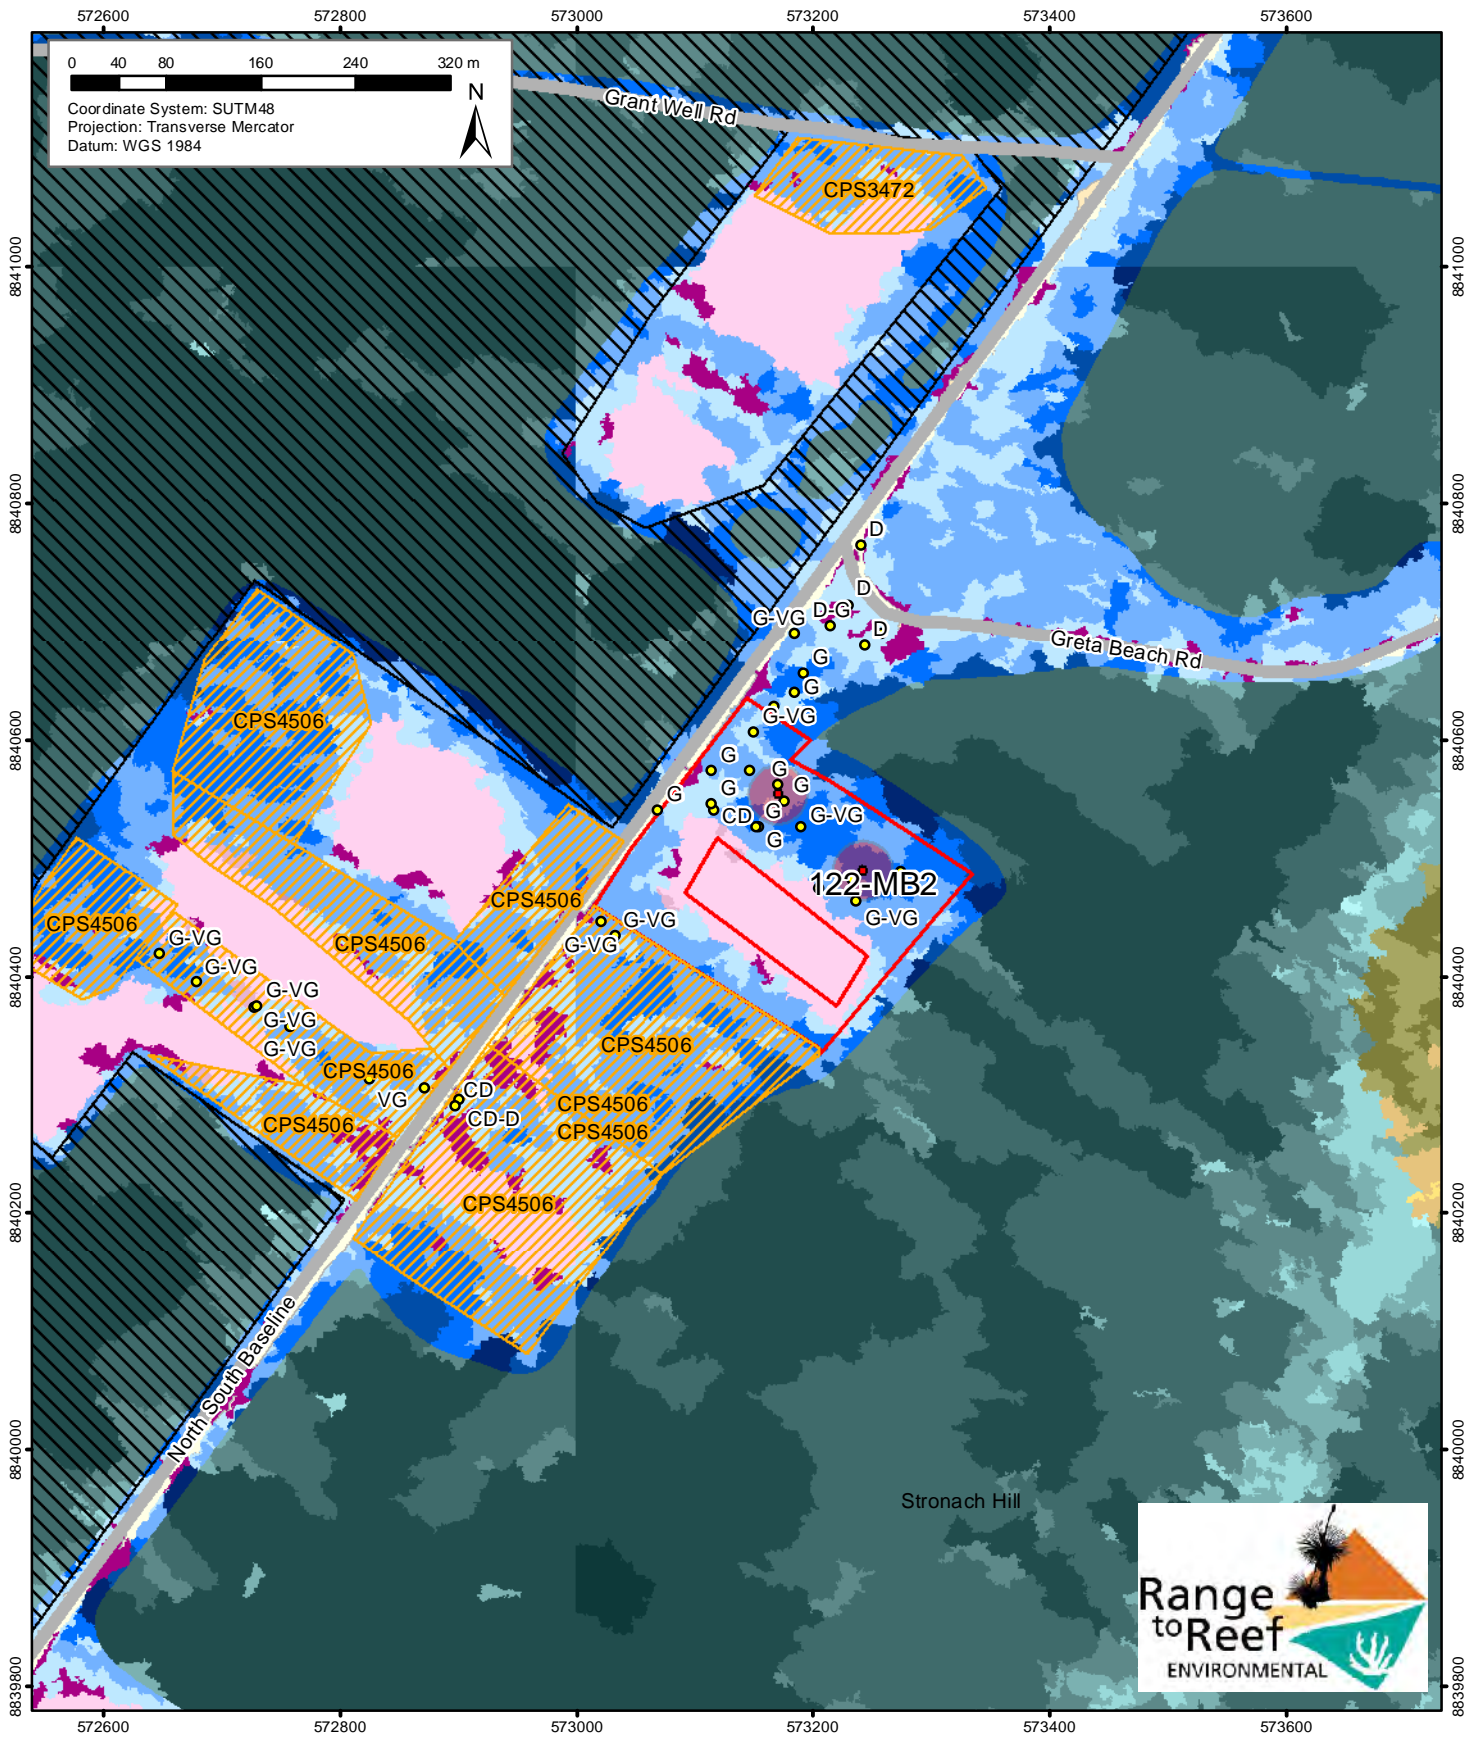 572600 572800 573000 573200 573400 573600
0 40 80 160 240 320 m
Coordinate System: SUTM48
Projection: Transverse Mercator
Datum: WGS 1984
N
Grant Well Rd
CPS3472
8841000 8841000
8840800 8840800
D
D
G-VG D-G D
Greta Beach Rd
G
G
G-VG
CPS4506
8840600 8840600
G G
G G G
CD G G-VG
G
122-MB2
CPS4506
G-VG
G-VG
G-VG
CPS4506
CPS4506
G-VG
G-VG
8840400 8840400
G-VG
G-VG
G-VG
CPS4506
CPS4506
VG CD
CD-D
CPS4506
CPS4506
CPS4506
CPS4506
8840200 8840200
North South Baseline
8840000 8840000
Stronach Hill
Range
to Reef
ENVIRONMENTAL
8839800 8839800
572600 572800 573000 573200 573400 573600